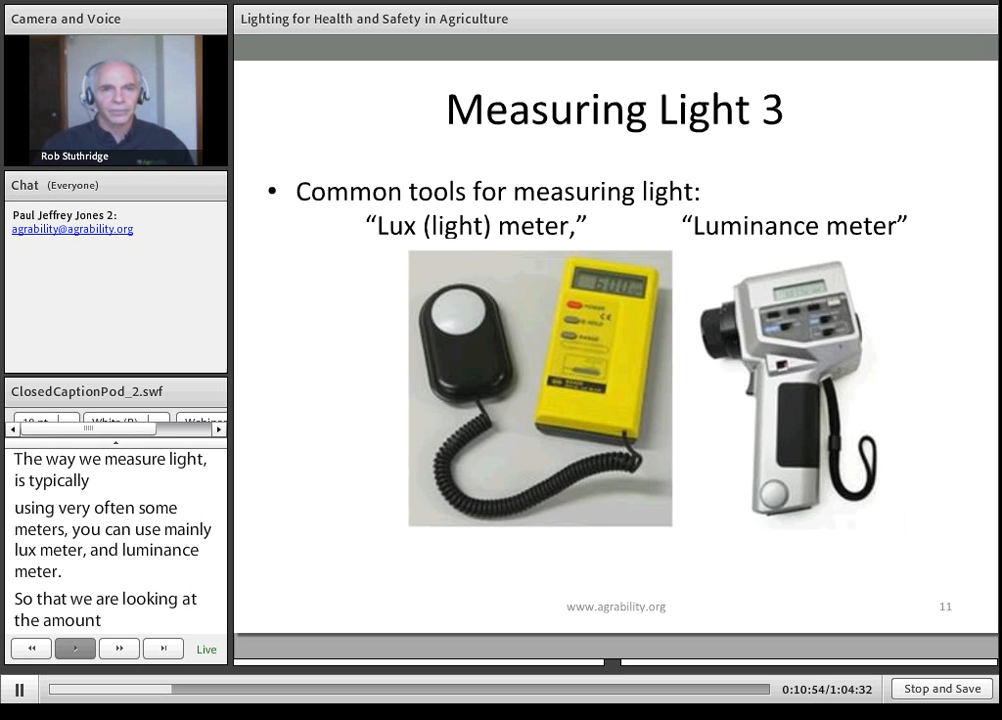 Camera and Voice
Rob Stuthridge
Chat (Everyone)
Paul Jeffrey Jones 2:
agrability@agrability.org
ClosedCaptionPod_2.swf
The way we measure light,
is typically
using very often some
meters, you can use mainly
lux meter, and luminance
meter.
So that we are looking at
the amount
Live
Lighting for Health and Safety in Agriculture
Measuring Light 3
• Common tools for measuring light:
“Lux (light) meter,” “Luminance meter”
POWER
HOLD
RANGE
www.agrability.org 11
0:10:54/1:04:32
Stop and Save